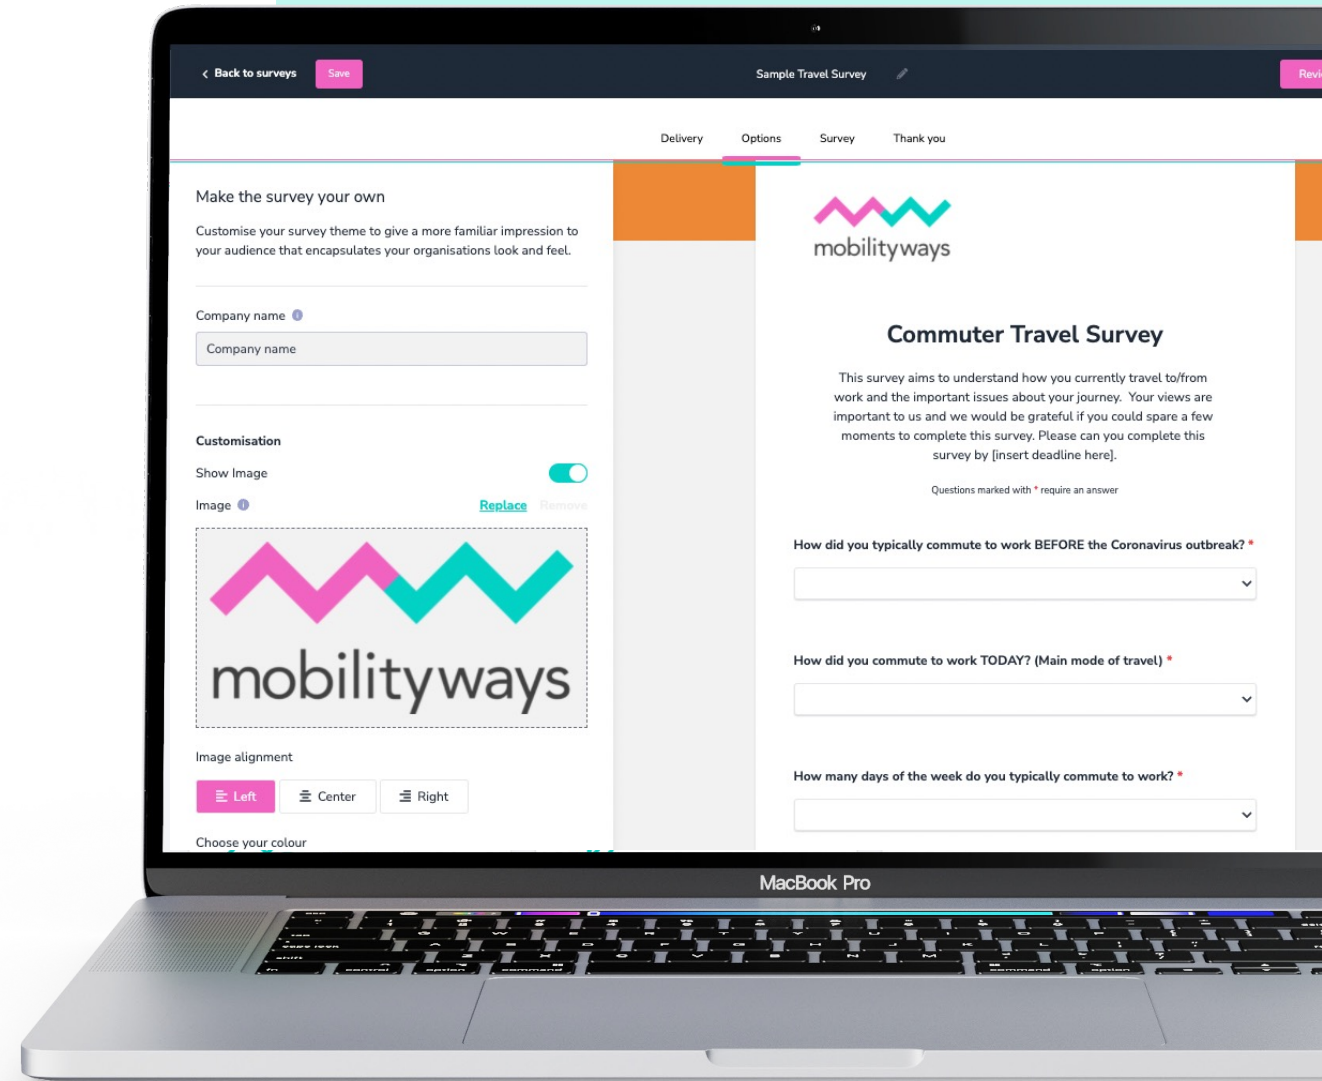 Back to surveys
Save
Sample Travel Survey
Delivery
Options
Survey
Thank you
Make the survey your own
Customise your survey theme to give a more familiar impression to
your audience that encapsulates your organisations look and feel.
Company name
Company name
Customisation
Show Image
Image
Replace
Remove
mobilityways
Image alignment
Left
Center
Right
Choose your colour
mobilityways
Commuter Travel Survey
This survey aims to understand how you currently travel to/from
work and the important issues about your journey. Your views are
important to us and we would be grateful if you could spare a few
moments to complete this survey. Please can you complete this
survey by [insert deadline here].
Questions marked with * require an answer
How did you typically commute to work BEFORE the Coronavirus outbreak? *
How did you commute to work TODAY? (Main mode of travel) *
How many days of the week do you typically commute to work? *
MacBook Pro
shift
fn
control
option
command
command
option